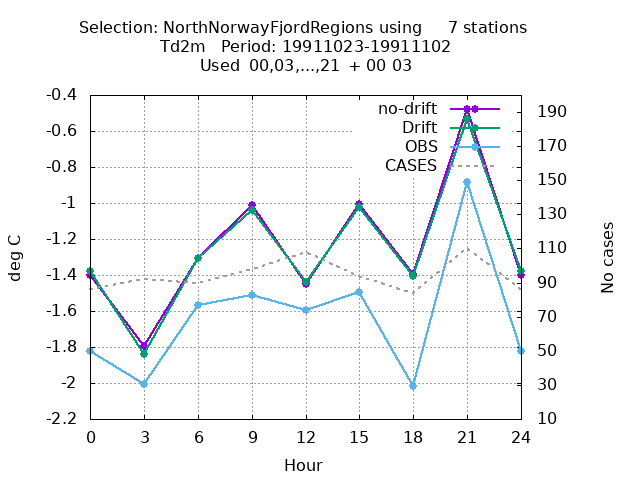 Selection: NorthNorwayFjordRegions using 7 stations
Td2m Period: 19911023-19911102
Used 00,03,...,21 + 00 03
no-drift
Drift
OBS
CASES
-0.4
-0.6
-0.8
-1
-1.2
-1.4
-1.6
-1.8
-2
-2.2
deg C
190
170
150
130
110
90
70
50
30
10
No cases
0 3 6 9 12 15 18 21 24
Hour